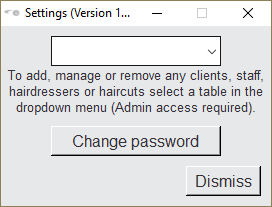 Settings (Version 1...
To add, manage or remove any clients, staff,
hairdressers or haircuts select a table in the
dropdown menu (Admin access required).
Change password
Dismiss